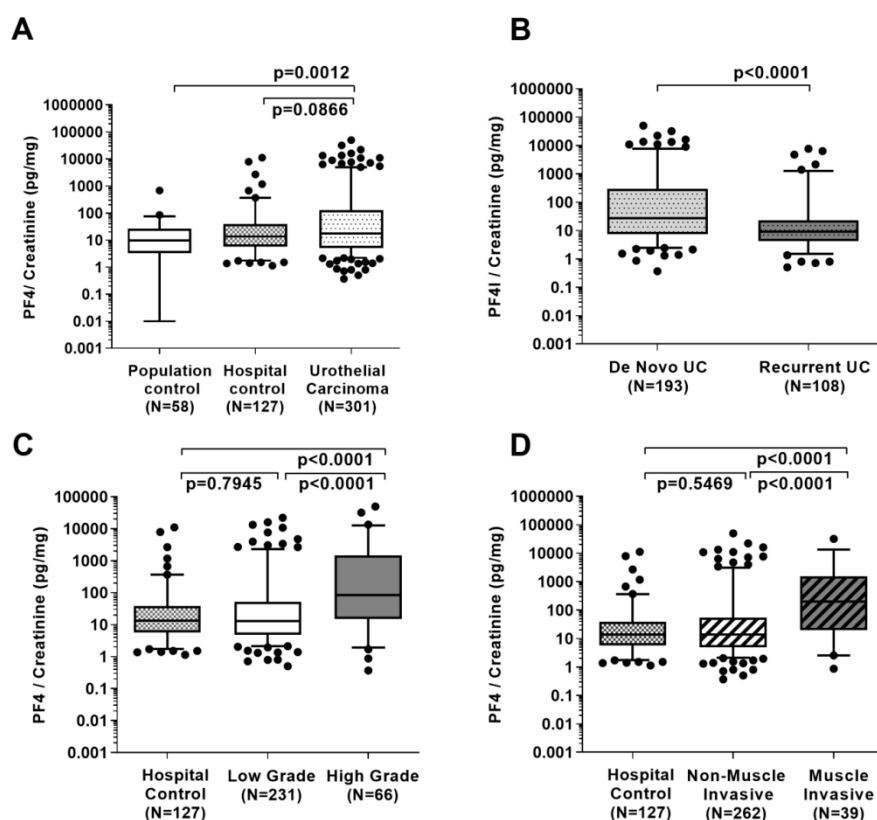 A
p=0.0012
p=0.0866
PF4/ Creatinine (pg/mg)
1000000
100000
10000
1000
100
10
1
0.1
0.01
0.001
Population control (N=58)
Hospital control (N=127)
Urothelial Carcinoma (N=301)
B
p<0.0001
PF4I / Creatinine (pg/mg)
1000000
100000
10000
1000
100
10
1
0.1
0.01
0.001
De Novo UC (N=193)
Recurrent UC (N=108)
C
p<0.0001
p=0.7945
p<0.0001
PF4 / Creatinine (pg/mg)
100000
10000
1000
100
10
1
0.1
0.01
0.001
Hospital Control (N=127)
Low Grade (N=231)
High Grade (N=66)
D
p<0.0001
p=0.5469
p<0.0001
PF4 / Creatinine (pg/mg)
1000000
100000
10000
1000
100
10
1
0.1
0.01
0.001
Hospital Control (N=127)
Non-Muscle Invasive (N=262)
Muscle Invasive (N=39)